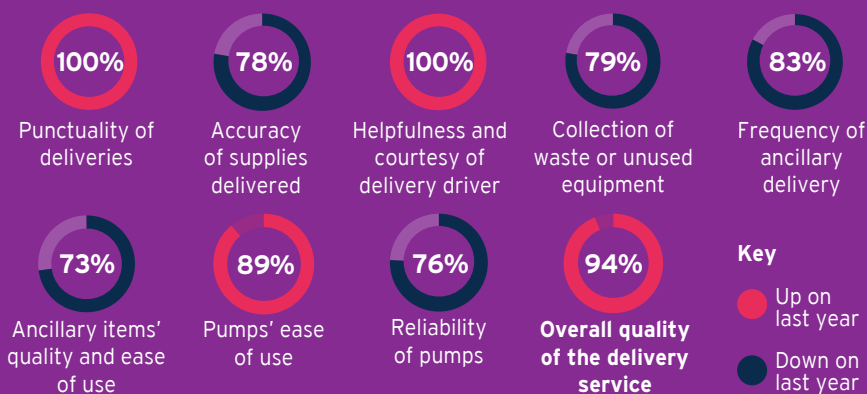 100%
Punctuality of
deliveries
78%
Accuracy
of supplies
delivered
100%
Helpfulness and
courtesy of
delivery driver
79%
Collection of
waste or unused
equipment
83%
Frequency of
ancillary
delivery
73%
Ancillary items'
quality and ease
of use
89%
Pumps' ease
of use
76%
Reliability
of pumps
94%
Overall quality
of the delivery
service
Key
Up on
last year
Down on
last year